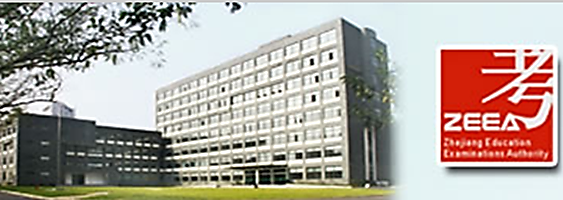 考
ZEEA
Zhejiang Education
Examinations Authority